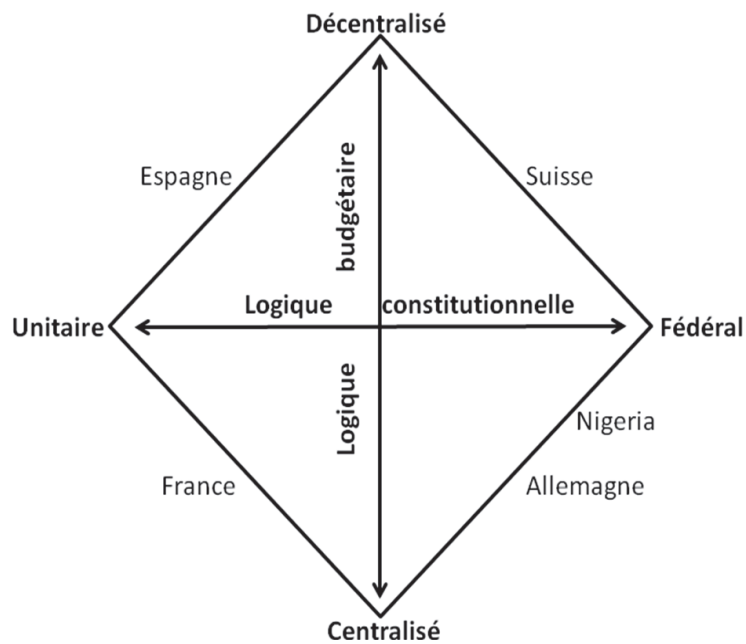 Décentralisé
Espagne
Suisse
budgétaire
Logique constitutionnelle
Unitaire
Fédéral
Logique
Nigeria
France
Allemagne
Centralisé